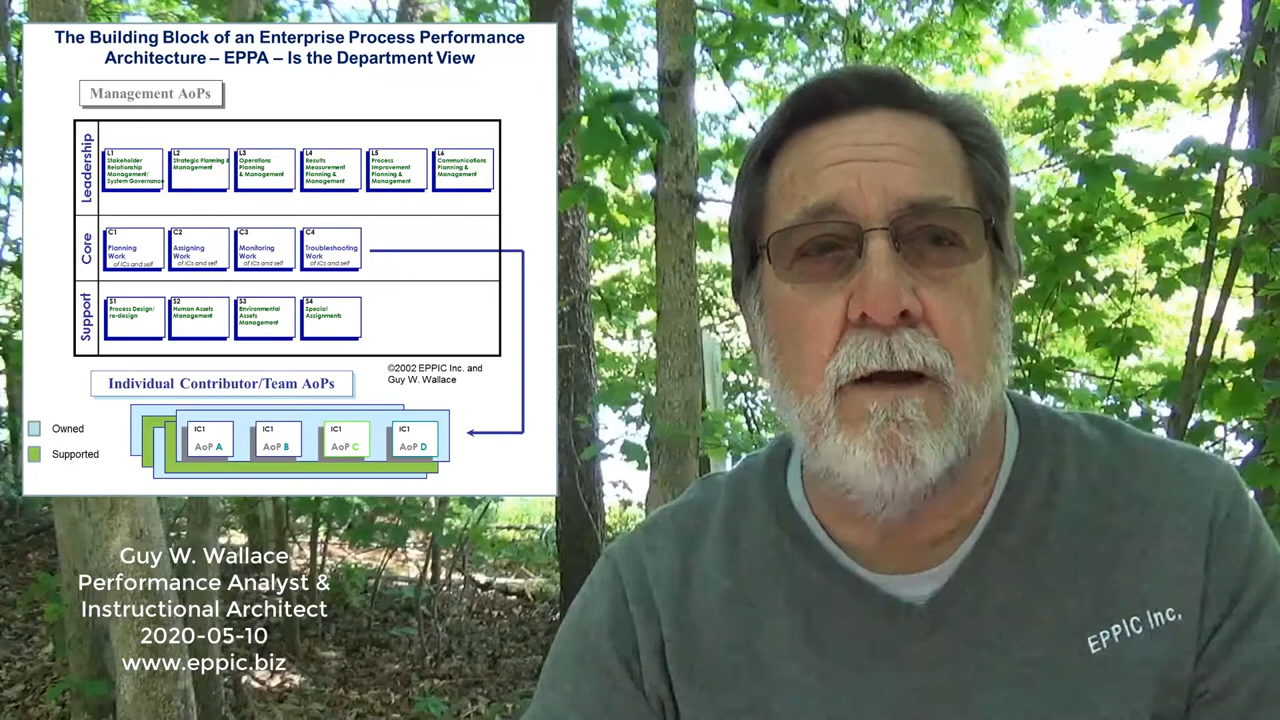 The Building Block of an Enterprise Process Performance
Architecture – EPPA – Is the Department View
Management AoPs
Leadership
L1
Stakeholder
Relationship
Management/
System Governance
L2
Strategic Planning &
Management
L3
Operations
Planning
& Management
L4
Results
Measurement
Planning &
Management
L5
Process
Improvement
Planning &
Management
L6
Communications
Planning &
Management
Core
C1
Planning
Work
of ICs and self
C2
Assigning
Work
of ICs and self
C3
Monitoring
Work
of ICs and self
C4
Troubleshooting
Work
of ICs and self
Support
S1
Process Design/
re-design
S2
Human Assets
Management
S3
Environmental
Assets
Management
S4
Special
Assignments
©2002 EPPIC Inc. and
Guy W. Wallace
Individual Contributor/Team AoPs
Owned
Supported
IC1
AoP A
IC1
AoP B
IC1
AoP C
IC1
AoP D
Guy W. Wallace
Performance Analyst &
Instructional Architect
2020-05-10
www.eppic.biz
EPPIC Inc.